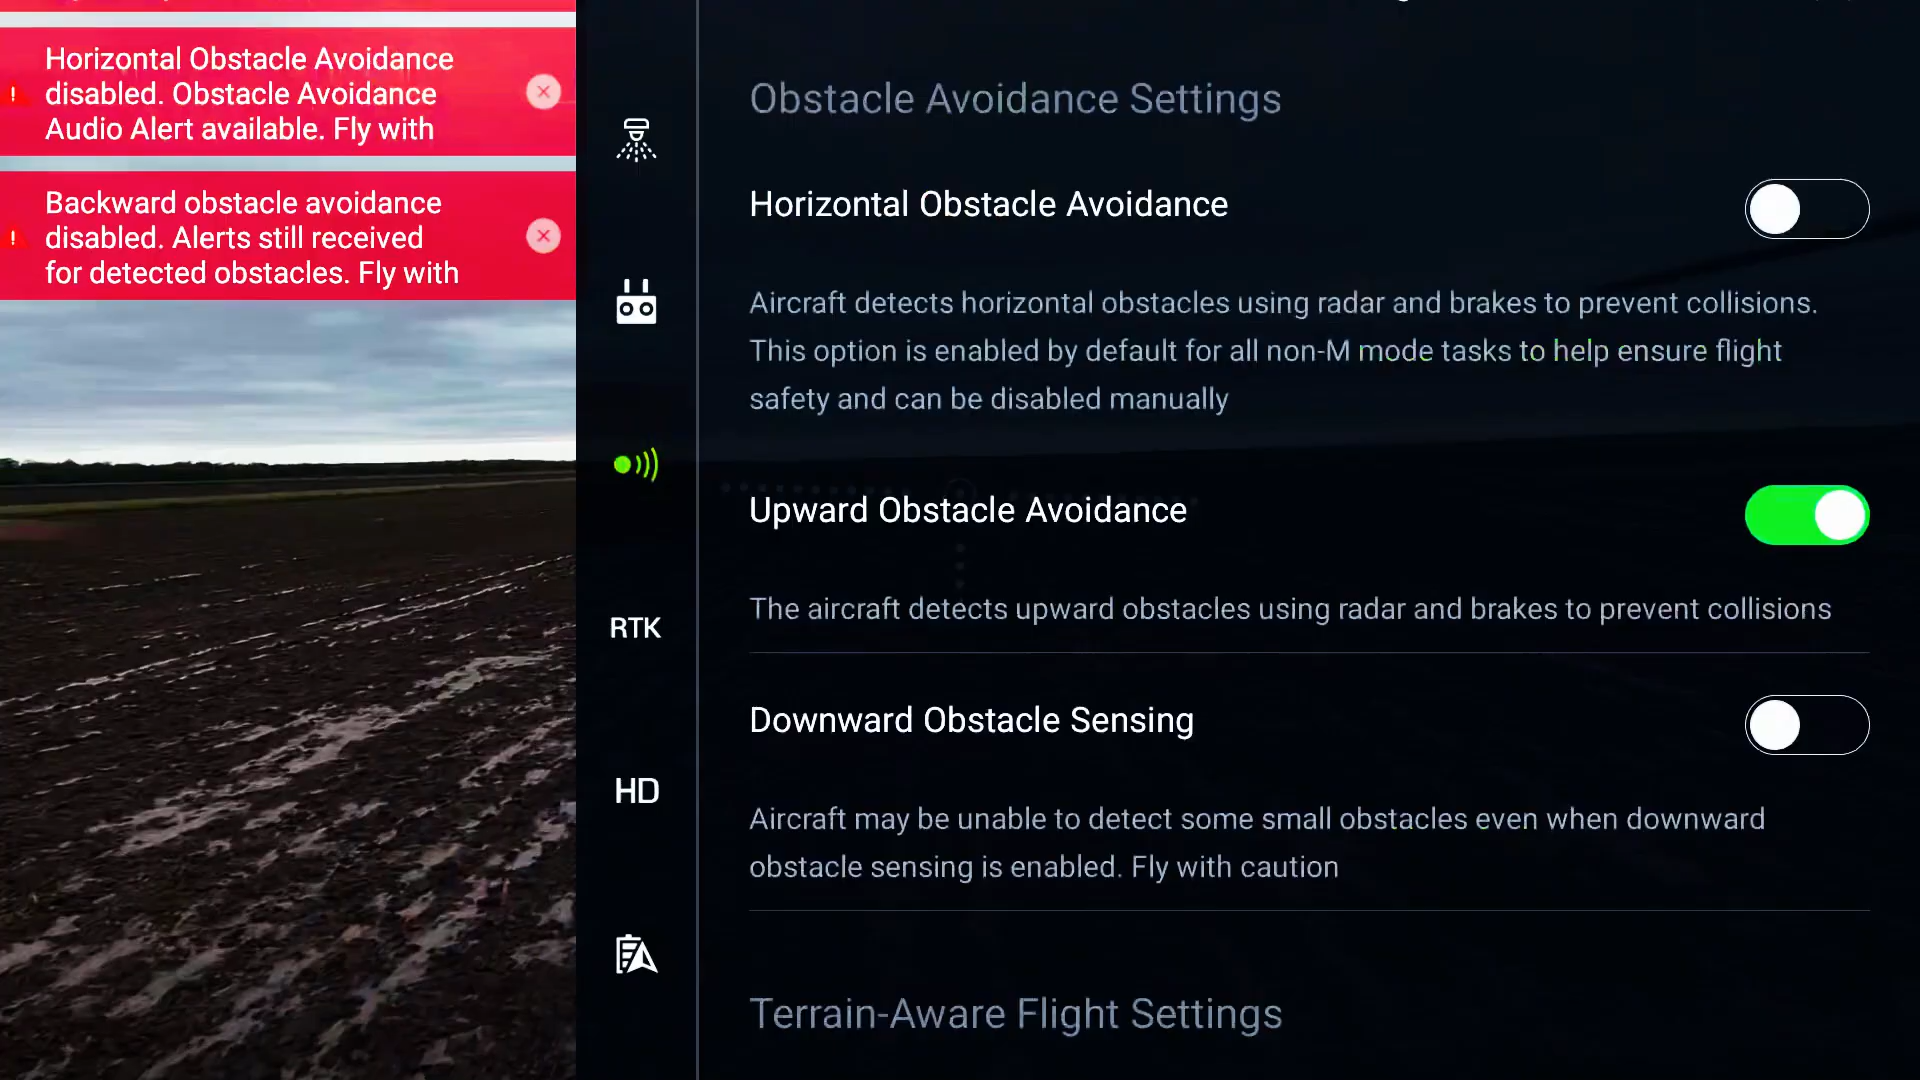 Horizontal Obstacle Avoidance
disabled. Obstacle Avoidance
Audio Alert available. Fly with
Backward obstacle avoidance
disabled. Alerts still received
for detected obstacles. Fly with
RTK
HD
Obstacle Avoidance Settings
Horizontal Obstacle Avoidance
Aircraft detects horizontal obstacles using radar and brakes to prevent collisions.
This option is enabled by default for all non-M mode tasks to help ensure flight
safety and can be disabled manually
Upward Obstacle Avoidance
The aircraft detects upward obstacles using radar and brakes to prevent collisions
Downward Obstacle Sensing
Aircraft may be unable to detect some small obstacles even when downward
obstacle sensing is enabled. Fly with caution
Terrain-Aware Flight Settings